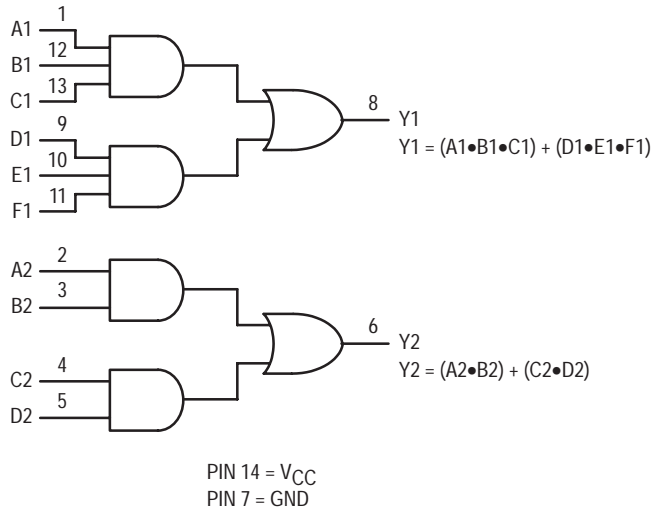 A1 1
B1 12
C1 13
D1 9
E1 10
F1 11
8 Y1
Y1 = (A1•B1•C1) + (D1•E1•F1)
A2 2
B2 3
C2 4
D2 5
6 Y2
Y2 = (A2•B2) + (C2•D2)
PIN 14 = VCC
PIN 7 = GND